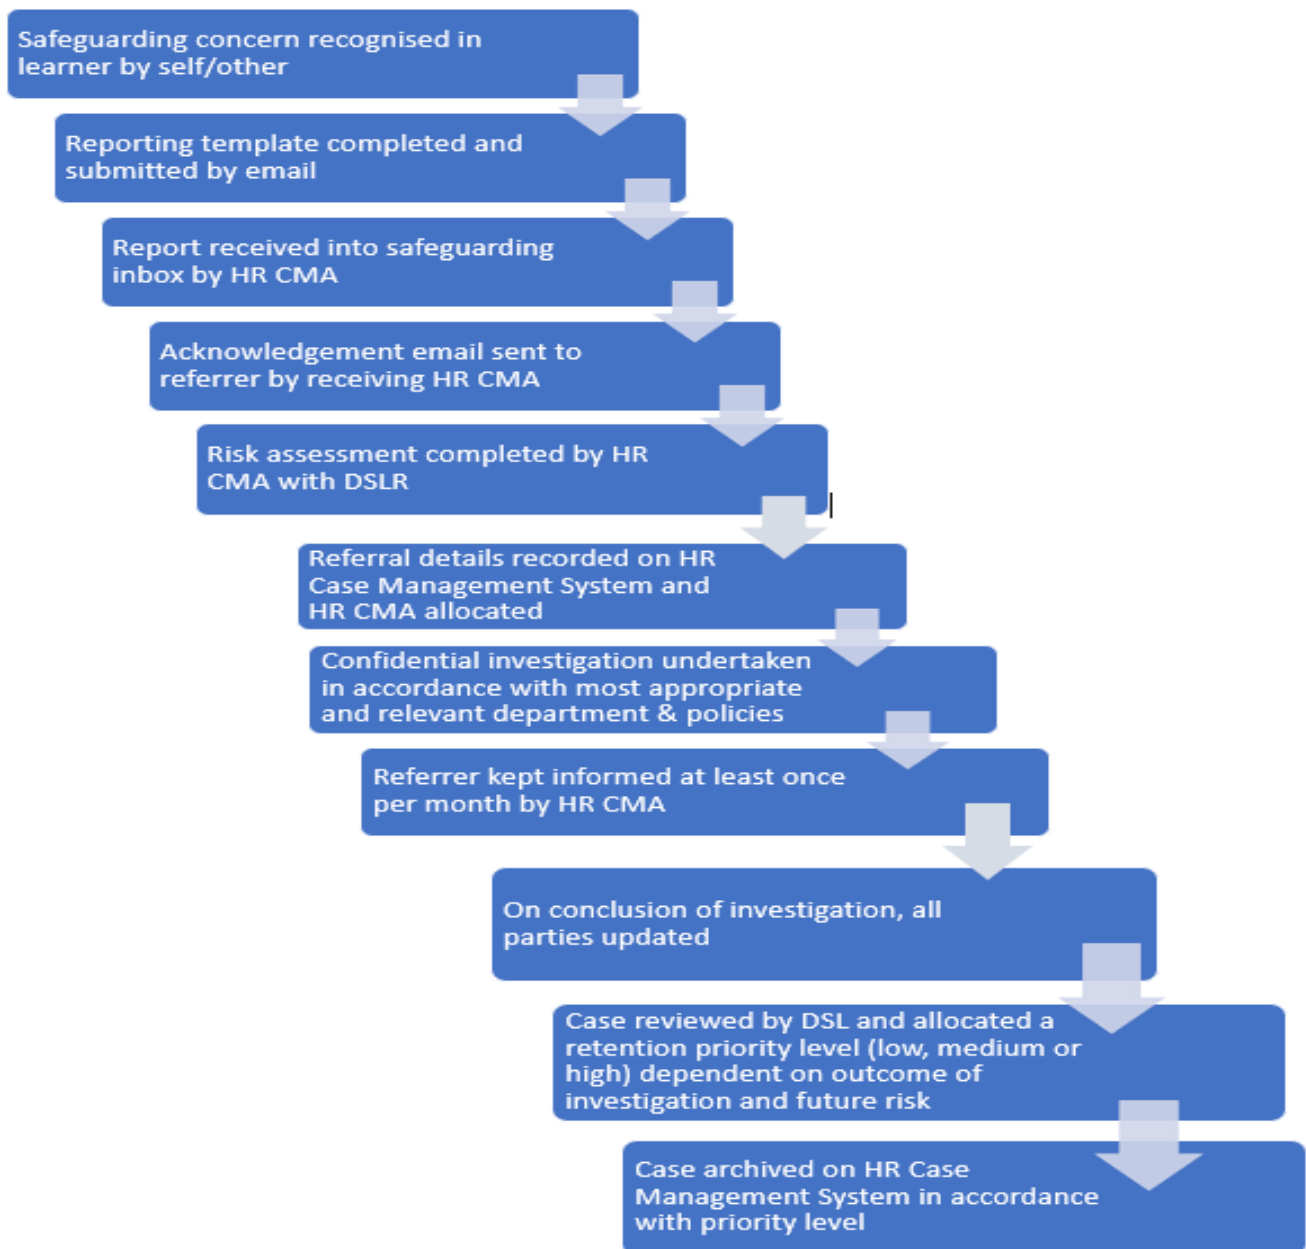 Safeguarding concern recognised in
learner by self/other
Reporting template completed and
submitted by email
Report received into safeguarding
inbox by HR CMA
Acknowledgement email sent to
referrer by receiving HR CMA
Risk assessment completed by HR
CMA with DSLR
Referral details recorded on HR
Case Management System and
HR CMA allocated
Confidential investigation undertaken
in accordance with most appropriate
and relevant department & policies
Referrer kept informed at least once
per month by HR CMA
On conclusion of investigation, all
parties updated
Case reviewed by DSL and allocated a
retention priority level (low, medium or
high) dependent on outcome of
investigation and future risk
Case archived on HR Case
Management System in accordance
with priority level